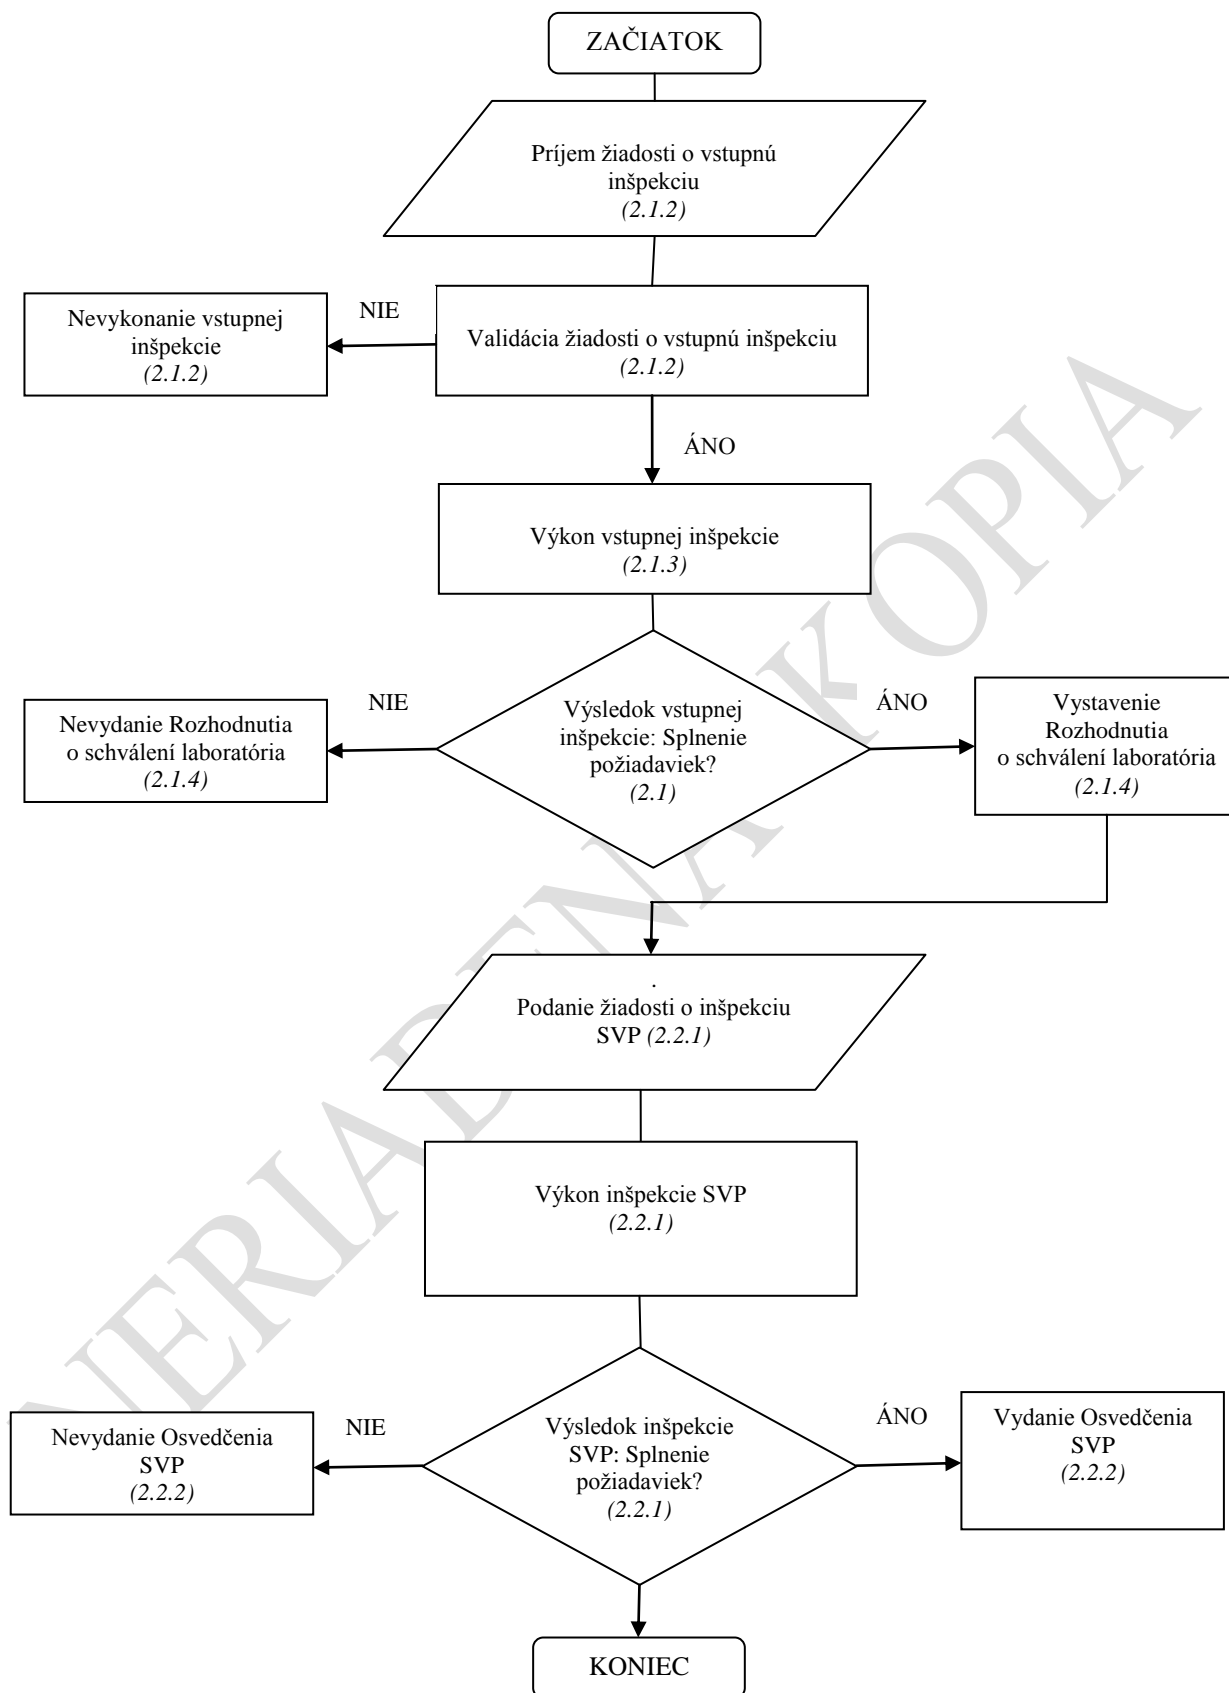 ZAČIATOK
Príjem žiadosti o vstupnú
inšpekciu
(2.1.2)
Nevykonanie vstupnej
inšpekcie
(2.1.2)
NIE
Validácia žiadosti o vstupnú inšpekciu
(2.1.2)
ÁNO
Výkon vstupnej inšpekcie
(2.1.3)
Nevydanie Rozhodnutia
o schválení laboratória
(2.1.4)
NIE
Výsledok vstupnej
inšpekcie: Splnenie
požiadaviek?
(2.1)
ÁNO
Vystavenie
Rozhodnutia
o schválení laboratória
(2.1.4)
.
Podanie žiadosti o inšpekciu
SVP (2.2.1)
Výkon inšpekcie SVP
(2.2.1)
Nevydanie Osvedčenia
SVP
(2.2.2)
NIE
Výsledok inšpekcie
SVP: Splnenie
požiadaviek?
(2.2.1)
ÁNO
Vydanie Osvedčenia
SVP
(2.2.2)
KONIEC
NERIADENA KOPIA